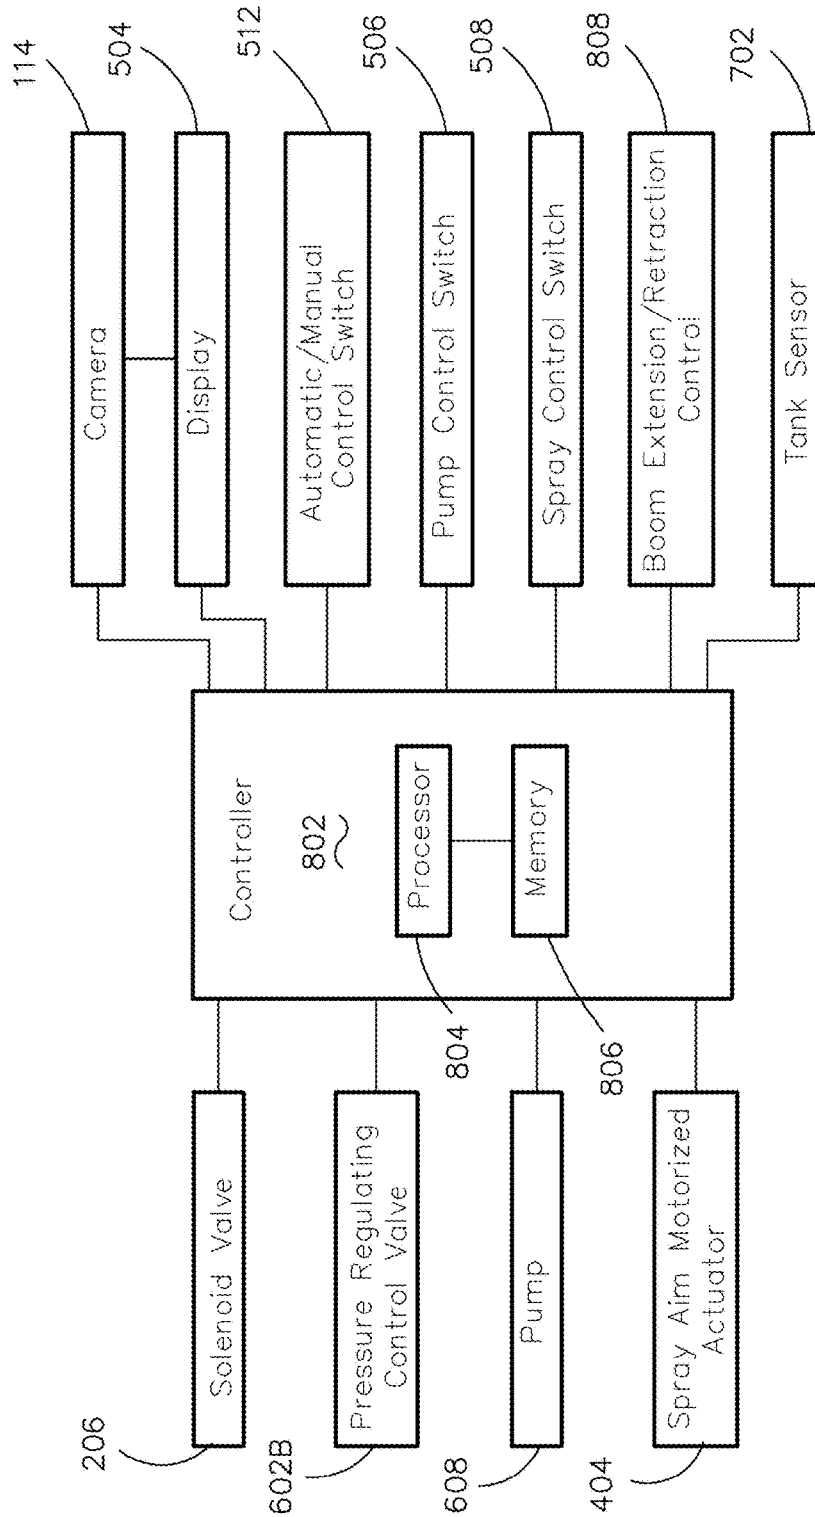 114
Camera
504
Display
512
Automatic/Manual
Control Switch
506
Pump Control Switch
508
Spray Control Switch
808
Boom Extension/Retraction
Control
702
Tank Sensor
Controller
802
Processor
804
Memory
806
Solenoid Valve
206
Pressure Regulating
Control Valve
602B
Pump
608
Spray Aim Motorized
Actuator
404